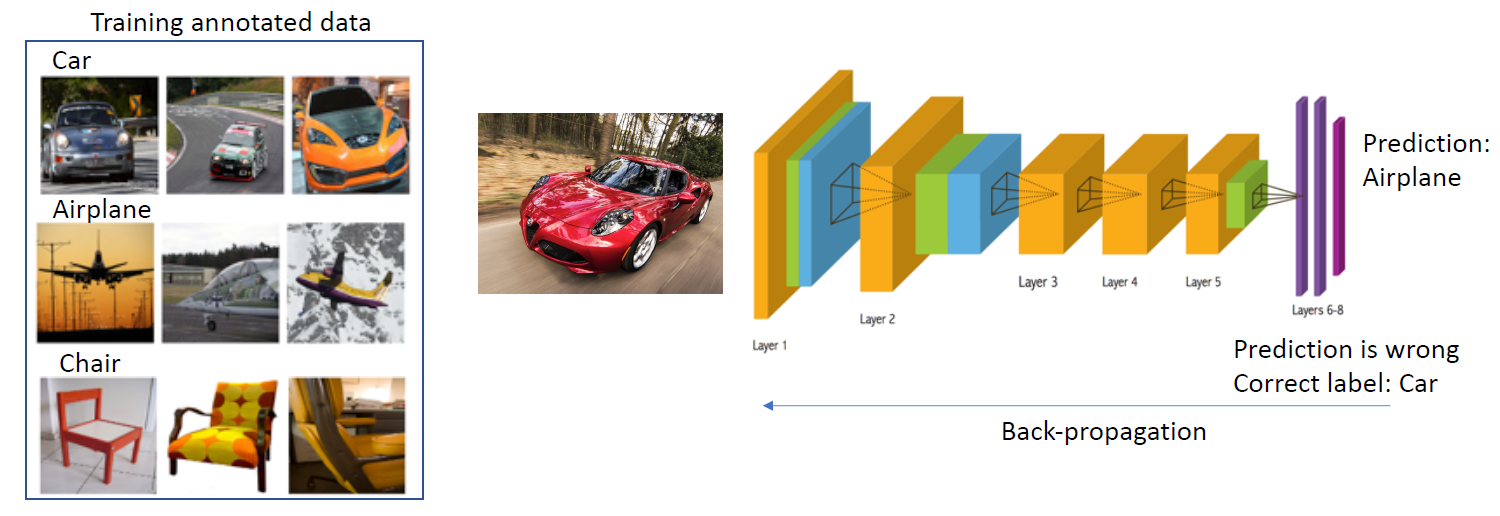 Training annotated data
Car
Airplane
Chair
Layer 1
Layer 2
Layer 3
Layer 4
Layer 5
Layers 6-8
Prediction:
Airplane
Prediction is wrong
Correct label: Car
Back-propagation